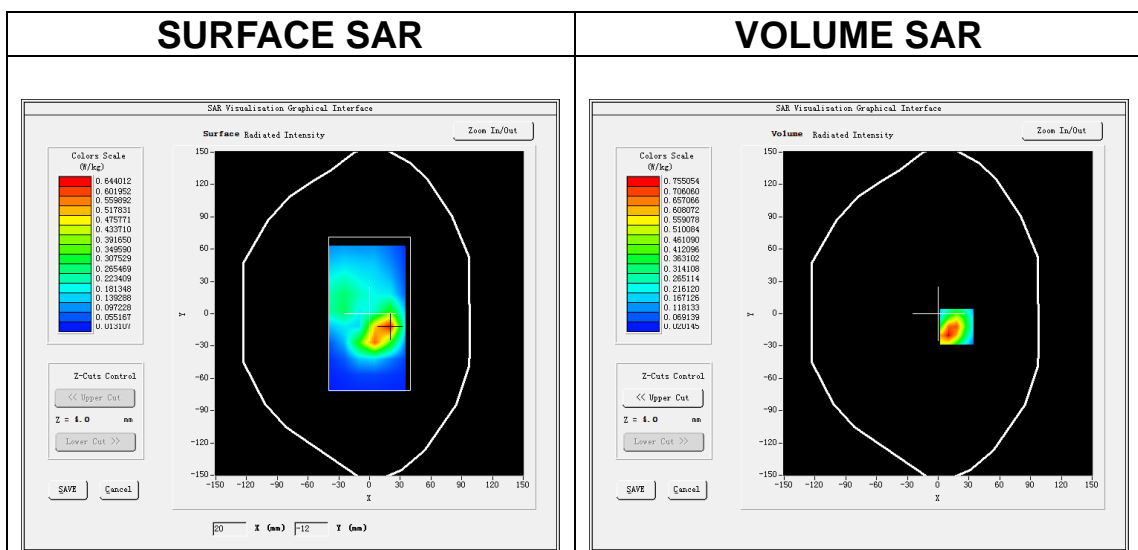 SURFACE SAR
VOLUME SAR
SAR Visualisation Graphical Interface
Surface Radiated Intensity
Zoom In/Out
Colors Scale
(W/kg)
0.644012
0.601952
0.559892
0.517831
0.475771
0.433710
0.391650
0.349590
0.307529
0.265469
0.223409
0.181348
0.139288
0.097228
0.055167
0.013107
150
120
90
60
30
0
-30
-60
-90
-120
-150
Y
-150 -120 -90 -60 -30 0 30 60 90 120 150
X
Z-Cuts Control
<< Upper Cut
Z = 4.0 mm
Lower Cut >>
SAVE Cancel
20 X (mm) -12 Y (mm)
SAR Visualisation Graphical Interface
Volume Radiated Intensity
Zoom In/Out
Colors Scale
(W/kg)
0.755054
0.706060
0.657066
0.608072
0.559078
0.510084
0.461090
0.412096
0.363102
0.314108
0.265114
0.216120
0.167126
0.118133
0.069139
0.020145
150
120
90
60
30
0
-30
-60
-90
-120
-150
Y
-150 -120 -90 -60 -30 0 30 60 90 120 150
X
Z-Cuts Control
<< Upper Cut
Z = 4.0 mm
Lower Cut >>
SAVE Cancel